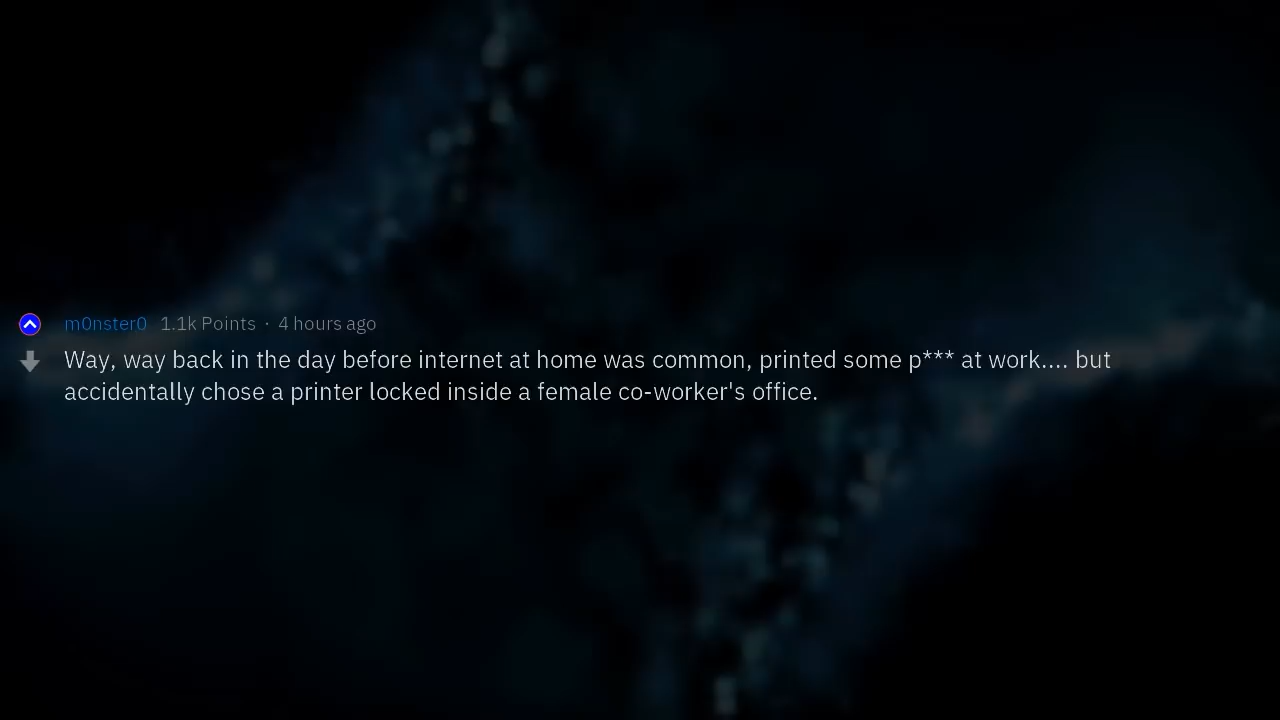 m0nster0 1.1k Points · 4 hours ago
Way, way back in the day before internet at home was common, printed some p*** at work.... but
accidentally chose a printer locked inside a female co-worker's office.